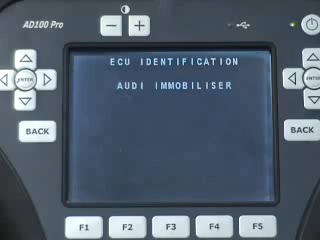 AD100 Pro
− +
ECU IDENTIFICATION
AUDI IMMOBILISER
ENTER ENTER
BACK BACK
F1 F2 F3 F4 F5